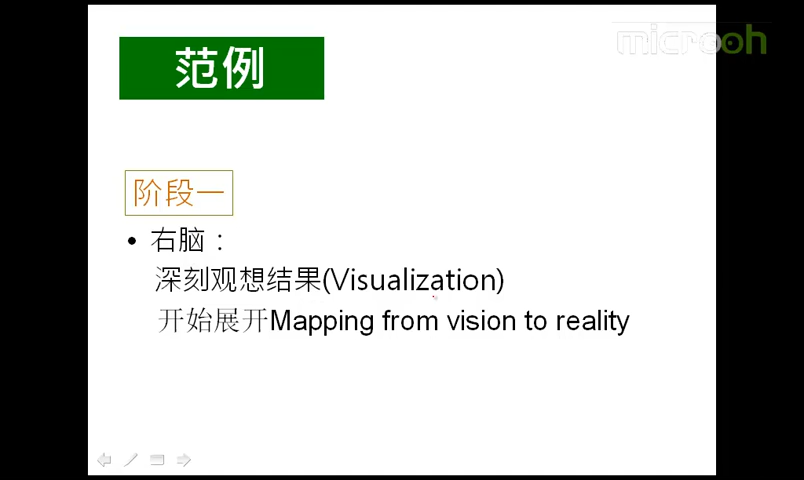 microoh
范例
阶段一
• 右脑：
深刻观想结果(Visualization)
开始展开Mapping from vision to reality